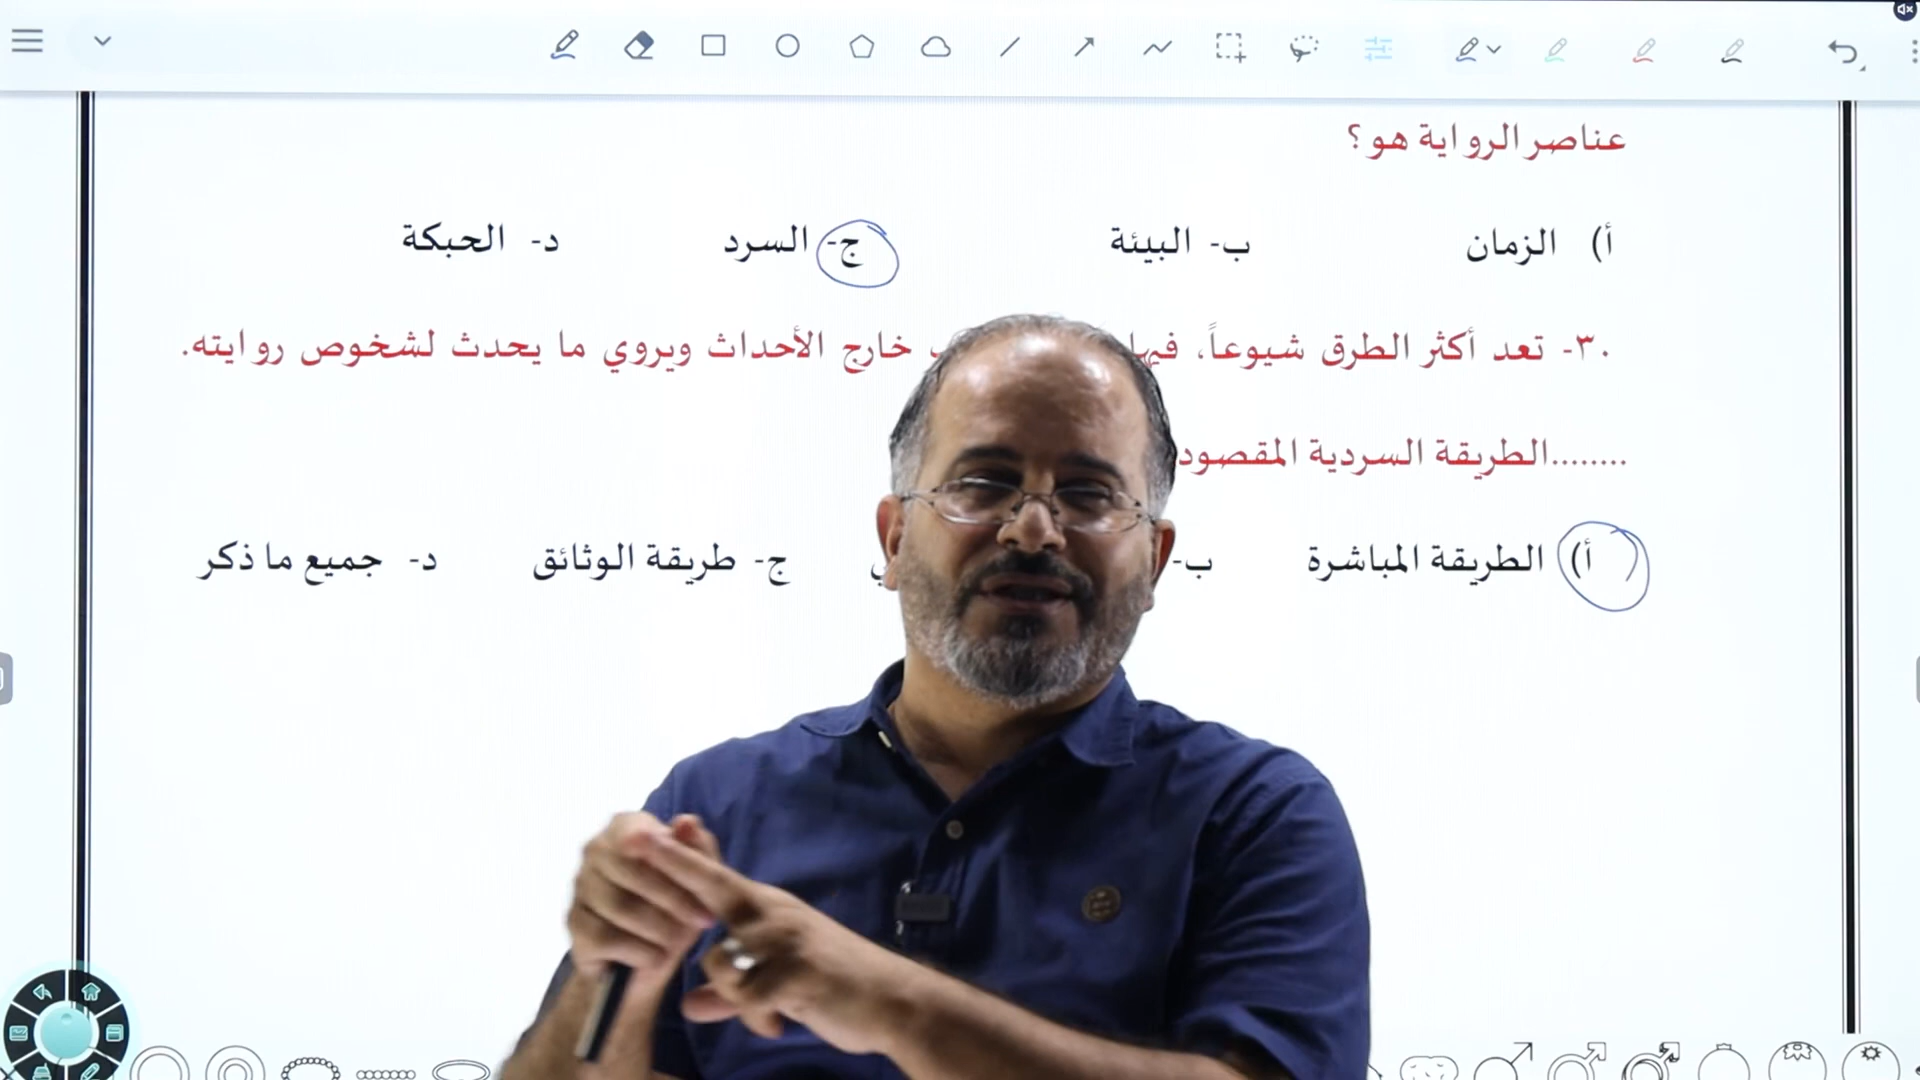 عناصر الرواية هو؟
أ) الزمان ب- البيئة ج- السرد د- الحبكة
٣٠- تعد أكثر الطرق شيوعاً، فيها خارج الأحداث ويروي ما يحدث لشخوص روايته.
........الطريقة السردية المقصود
أ) الطريقة المباشرة ب- ج- طريقة الوثائق د- جميع ما ذكر